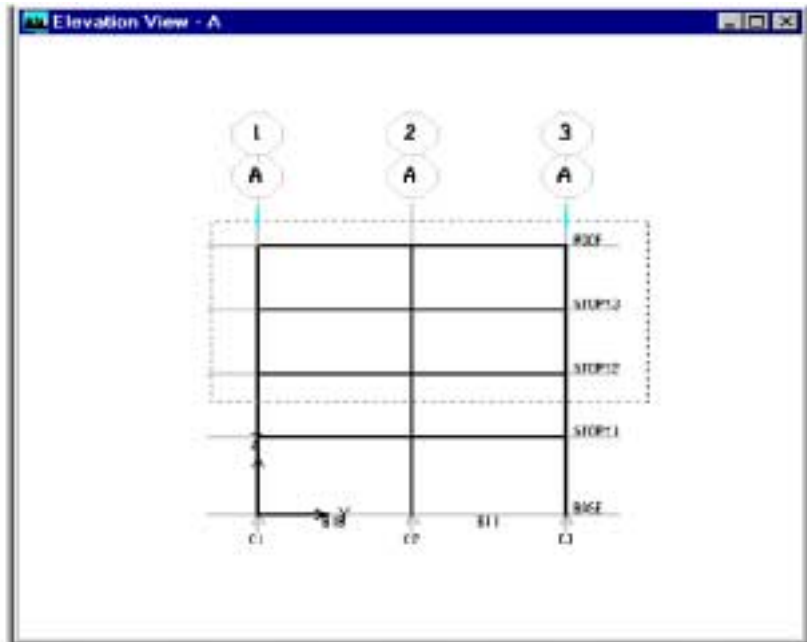 Elevation View - A
1 2 3
A A A
ROOF
STORY3
STORY2
STORY1
Z
Y BASE
C1 C2 C3